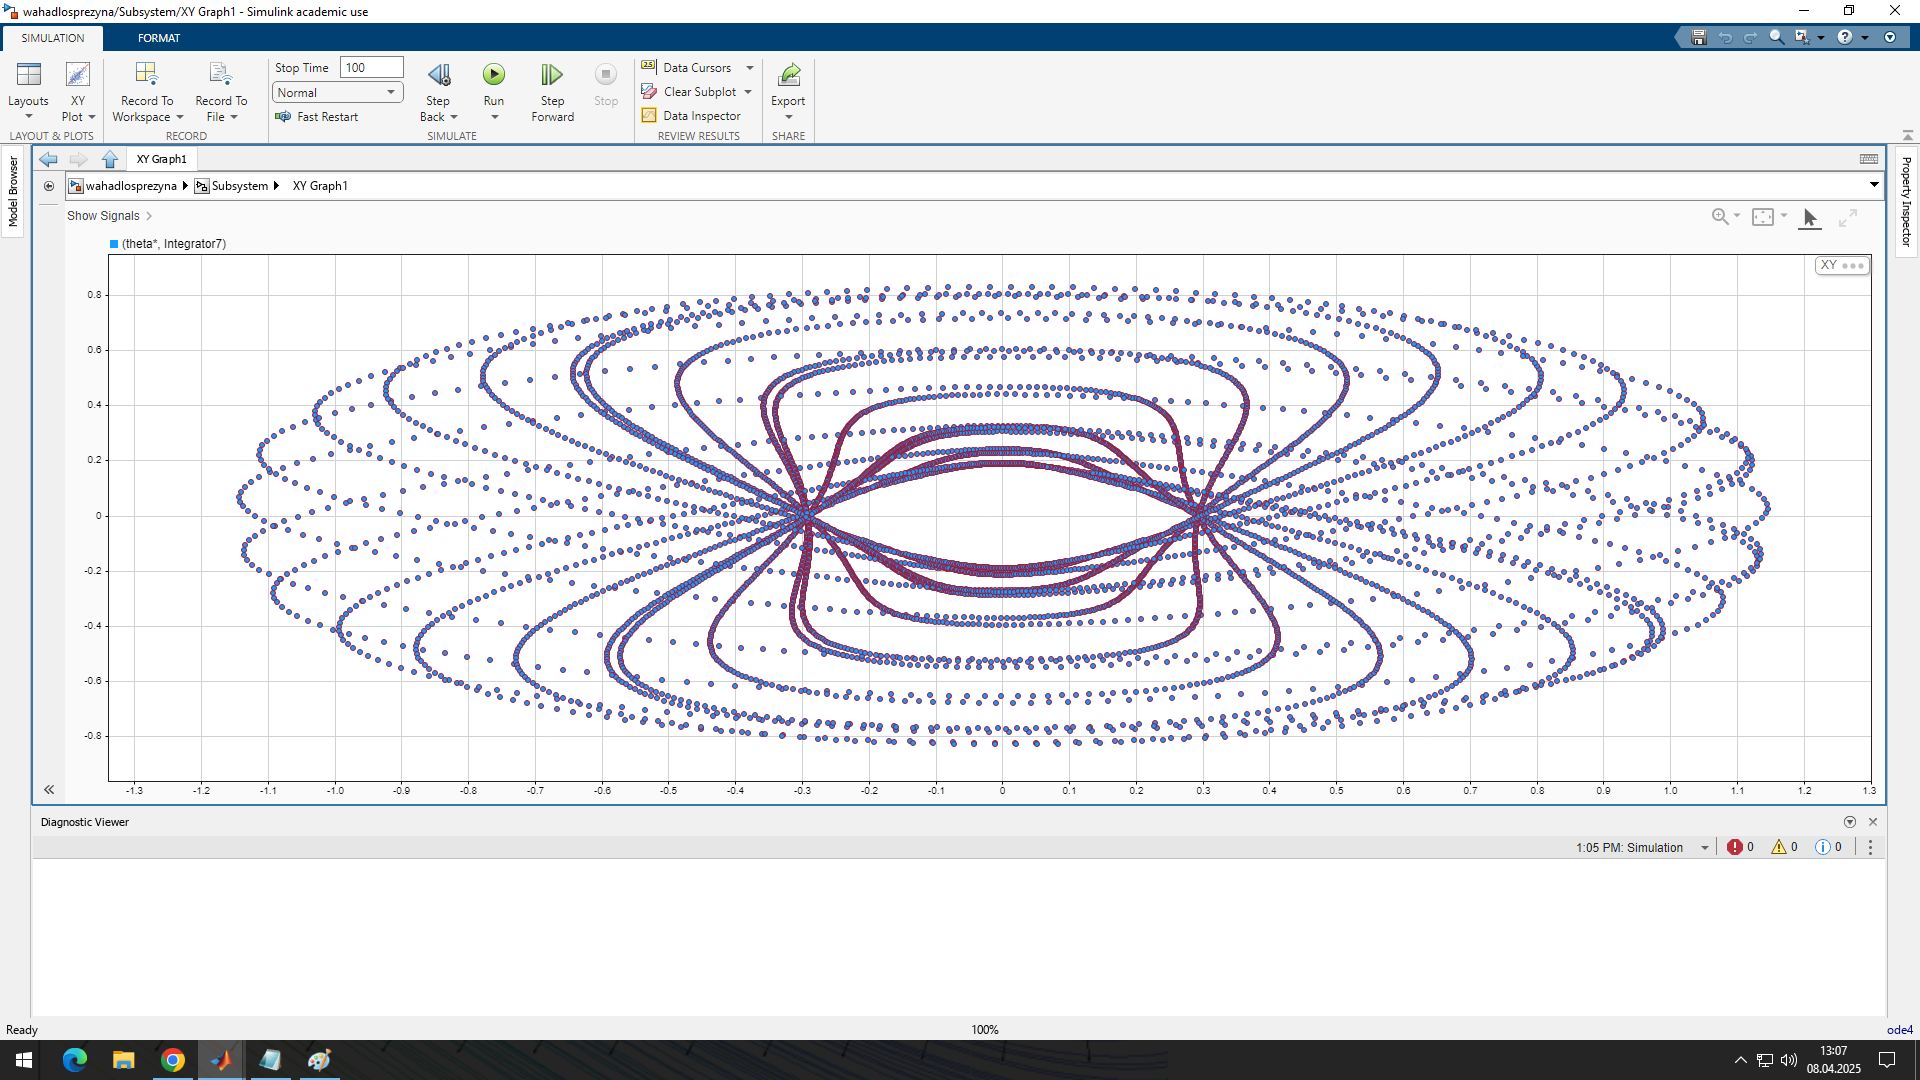 wahadlosprezyna/Subsystem/XY Graph1 - Simulink academic use
SIMULATION FORMAT
Stop Time 100
Normal
Fast Restart
Layouts
XY Plot
Record To Workspace
Record To File
Step Back
Run
Step Forward
Stop
Data Cursors
Clear Subplot
Data Inspector
Export
LAYOUT & PLOTS RECORD SIMULATE REVIEW RESULTS SHARE
Model Browser
Property Inspector
XY Graph1
wahadlosprezyna Subsystem XY Graph1
Show Signals
(theta*, Integrator7)
XY
0.8
0.6
0.4
0.2
0
-0.2
-0.4
-0.6
-0.8
-1.3 -1.2 -1.1 -1.0 -0.9 -0.8 -0.7 -0.6 -0.5 -0.4 -0.3 -0.2 -0.1 0 0.1 0.2 0.3 0.4 0.5 0.6 0.7 0.8 0.9 1.0 1.1 1.2 1.3
Diagnostic Viewer
1:05 PM: Simulation 0 0 0
Ready 100% ode4
13:07
08.04.2025